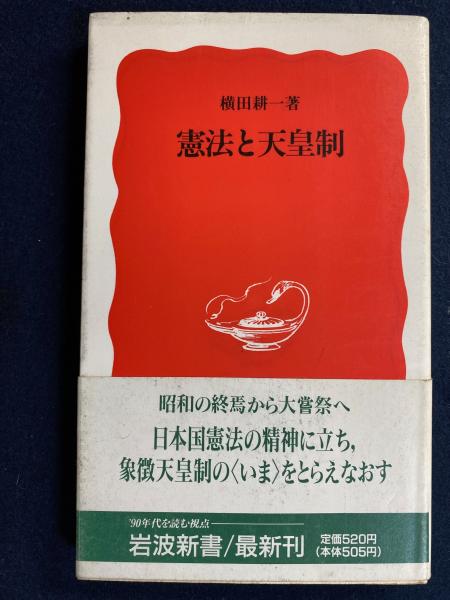 横田耕一著
憲法と天皇制
昭和の終焉から大嘗祭へ
日本国憲法の精神に立ち,
象徴天皇制の〈いま〉をとらえなおす
'90年代を読む視点
岩波新書/最新刊
定価520円
(本体505円)